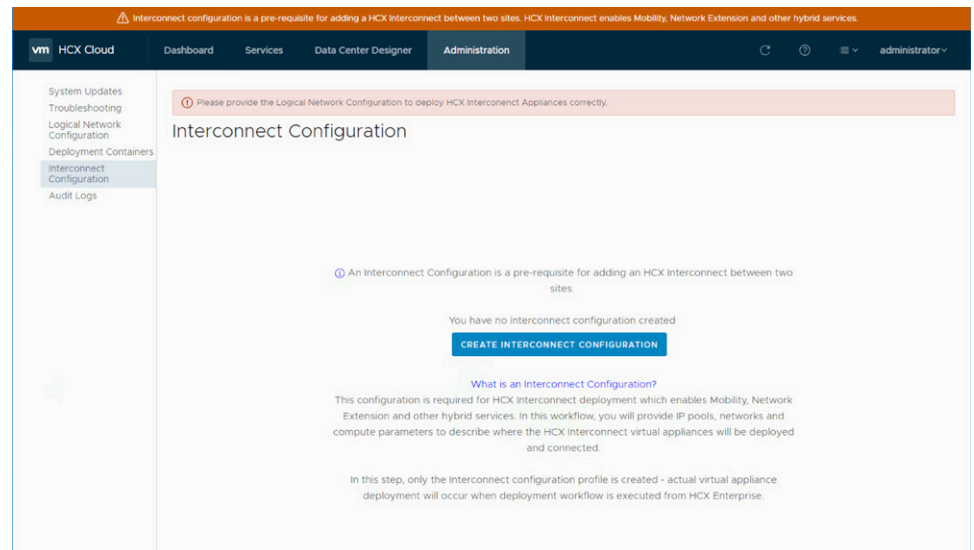 Interconnect configuration is a pre-requisite for adding a HCX Interconnect between two sites. HCX Interconnect enables Mobility, Network Extension and other hybrid services.
vm HCX Cloud Dashboard Services Data Center Designer Administration administrator
System Updates
Troubleshooting
Logical Network
Configuration
Deployment Containers
Interconnect
Configuration
Audit Logs
Please provide the Logical Network Configuration to deploy HCX Interconenct Appliances correctly.
Interconnect Configuration
An Interconnect Configuration is a pre-requisite for adding an HCX Interconnect between two
sites.
You have no interconnect configuration created
CREATE INTERCONNECT CONFIGURATION
What is an Interconnect Configuration?
This configuration is required for HCX Interconnect deployment which enables Mobility, Network
Extension and other hybrid services. In this workflow, you will provide IP pools, networks and
compute parameters to describe where the HCX Interconnect virtual appliances will be deployed
and connected.
In this step, only the Interconnect configuration profile is created - actual virtual appliance
deployment will occur when deployment workflow is executed from HCX Enterprise.